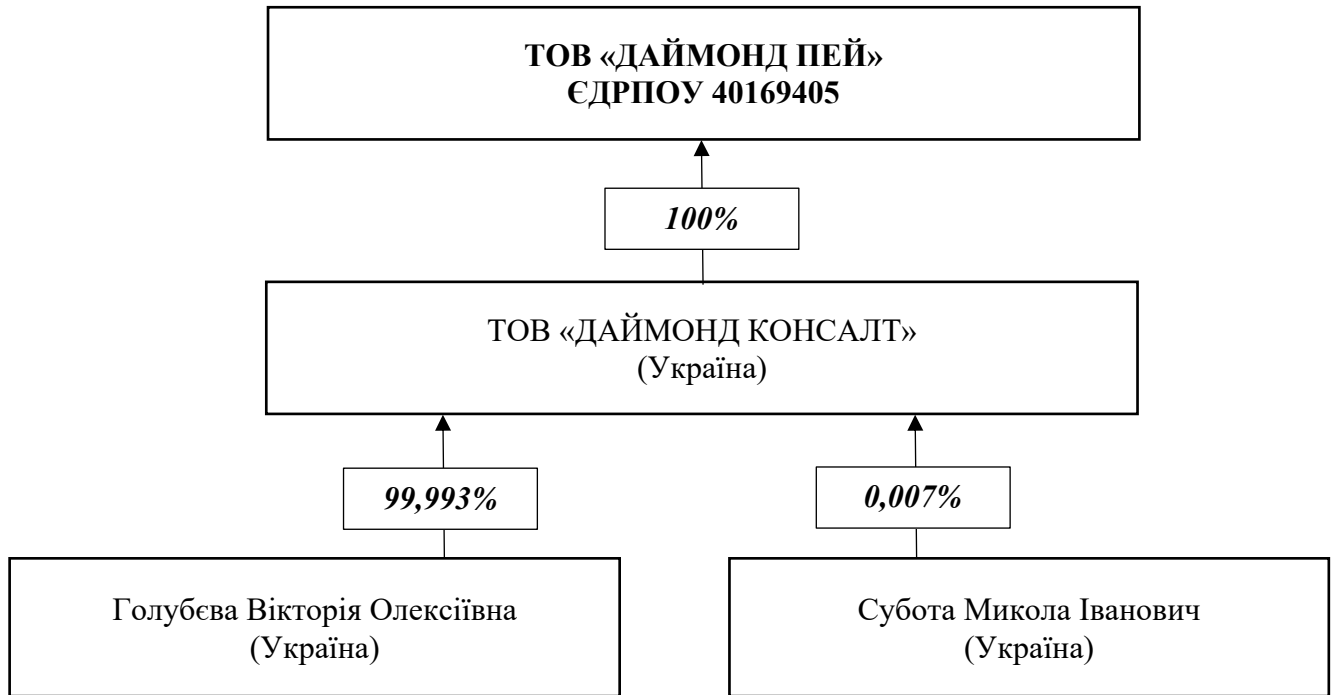 ТОВ «ДАЙМОНД ПЕЙ»
ЄДРПОУ 40169405
100%
ТОВ «ДАЙМОНД КОНСАЛТ»
(Україна)
99,993%
0,007%
Голубєва Вікторія Олексіївна
(Україна)
Субота Микола Іванович
(Україна)